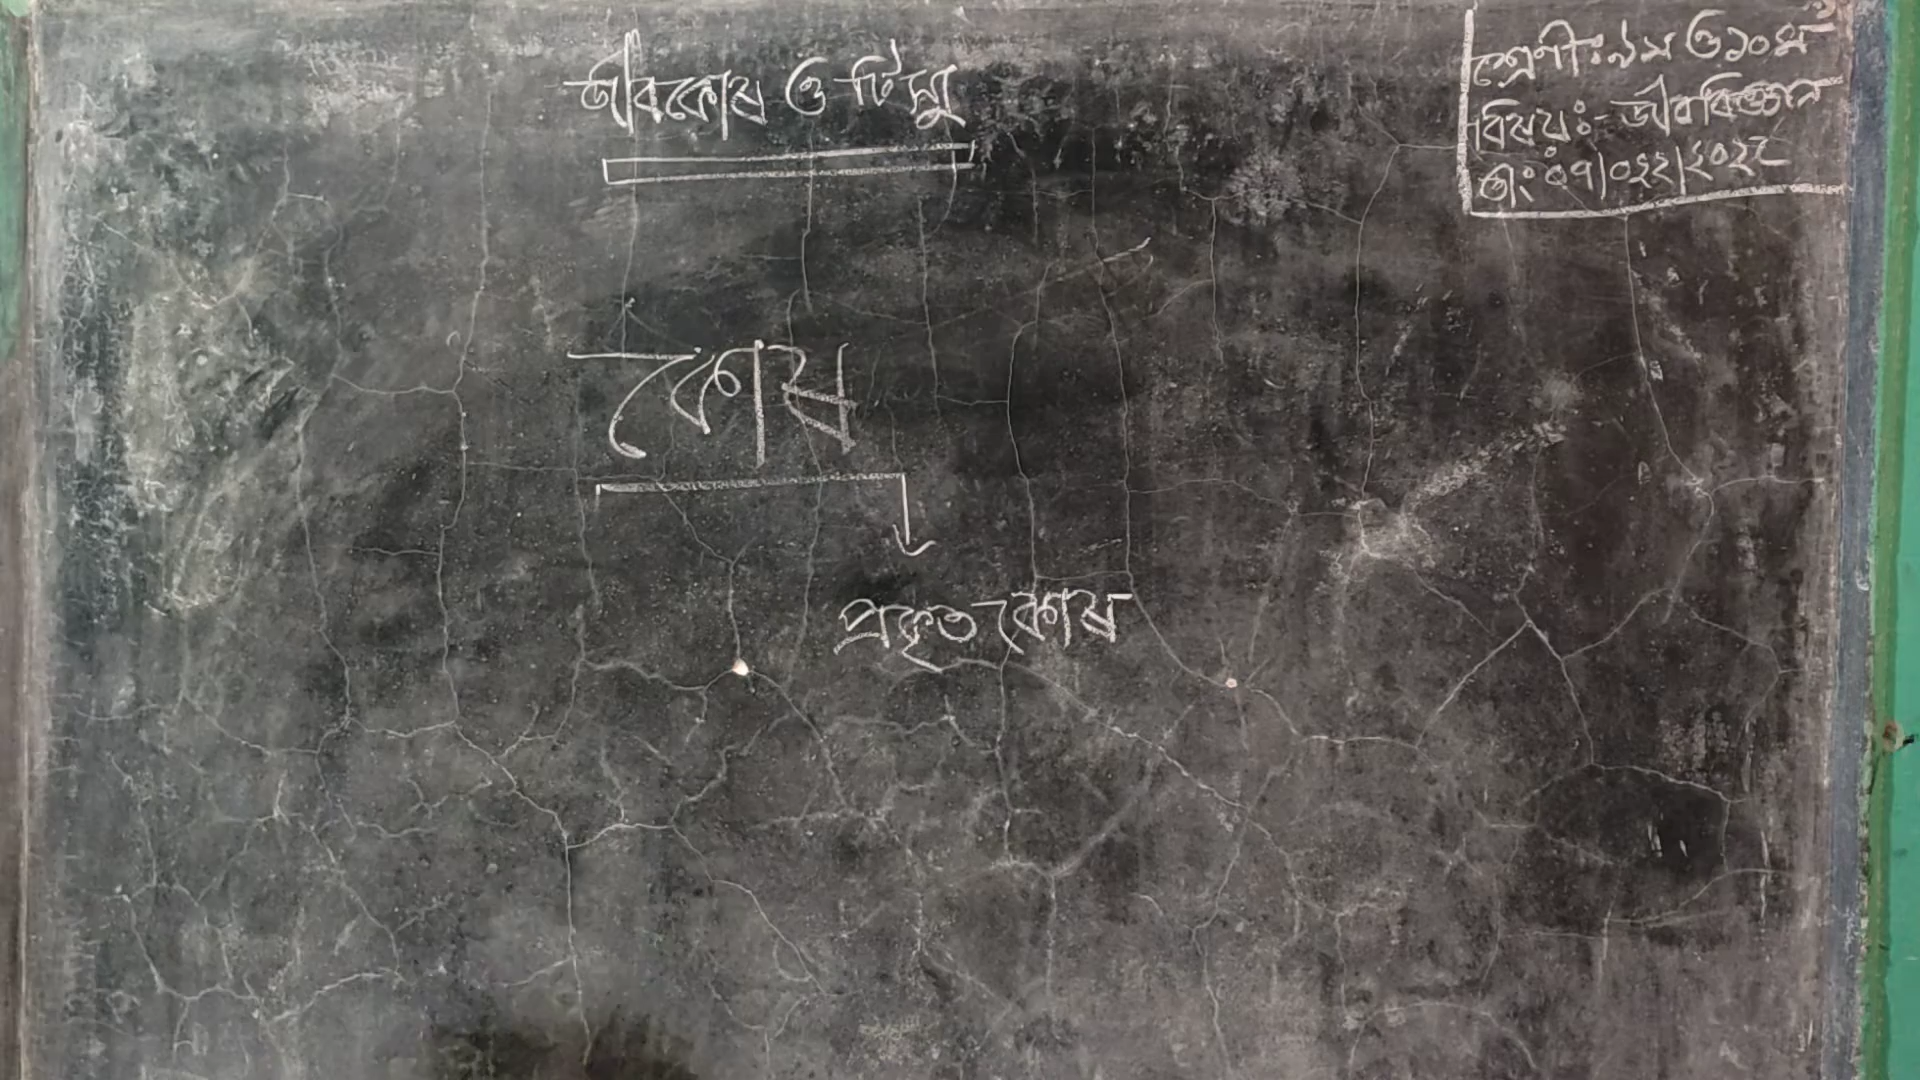 জীবকোষ ও টিস্যু
শ্রেণীঃ ৯ম ও ১০ম
বিষয়ঃ- জীববিজ্ঞান
তাং
কোষ
প্রকৃত কোষ